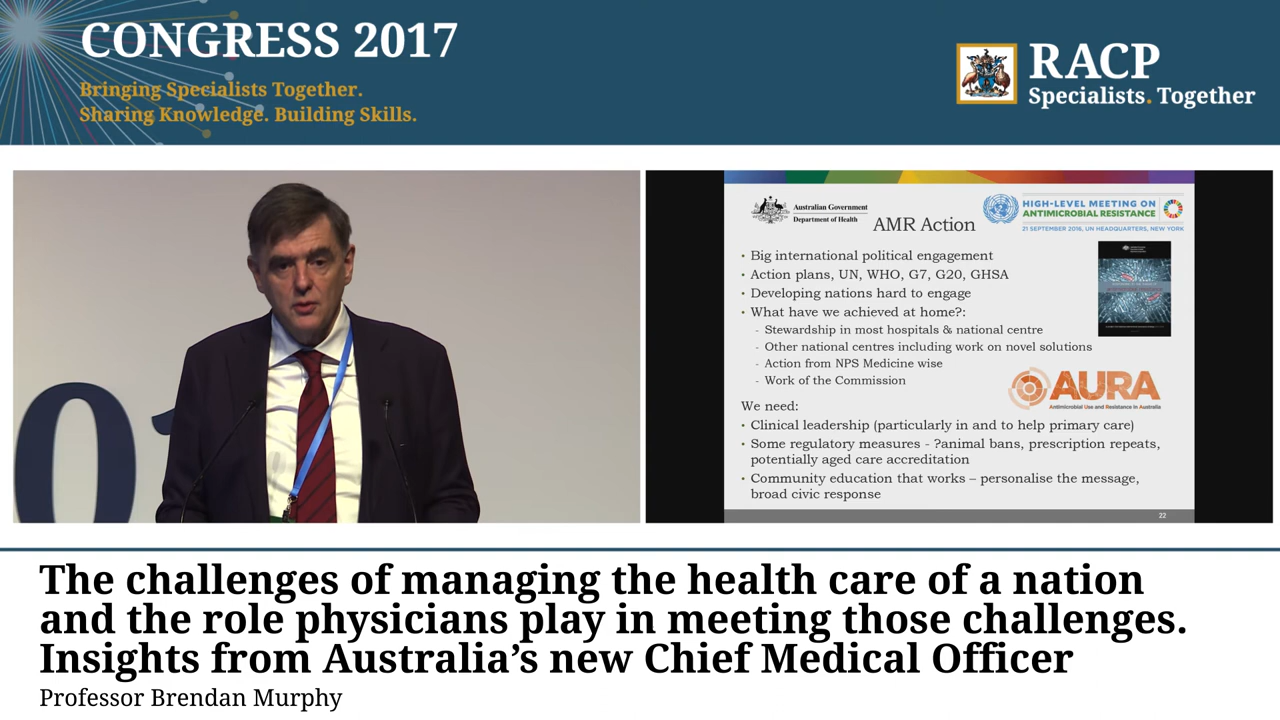 CONGRESS 2017
Bringing Specialists Together.
Sharing Knowledge. Building Skills.
RACP
Specialists. Together
Australian Government
Department of Health
AMR Action
HIGH-LEVEL MEETING ON
ANTIMICROBIAL RESISTANCE
21 SEPTEMBER 2016, UN HEADQUARTERS, NEW YORK
• Big international political engagement
• Action plans, UN, WHO, G7, G20, GHSA
• Developing nations hard to engage
• What have we achieved at home?:
- Stewardship in most hospitals & national centre
- Other national centres including work on novel solutions
- Action from NPS Medicine wise
- Work of the Commission
AURA
Antimicrobial Use and Resistance in Australia
We need:
• Clinical leadership (particularly in and to help primary care)
• Some regulatory measures - ?animal bans, prescription repeats,
potentially aged care accreditation
• Community education that works – personalise the message,
broad civic response
22
The challenges of managing the health care of a nation
and the role physicians play in meeting those challenges.
Insights from Australia’s new Chief Medical Officer
Professor Brendan Murphy